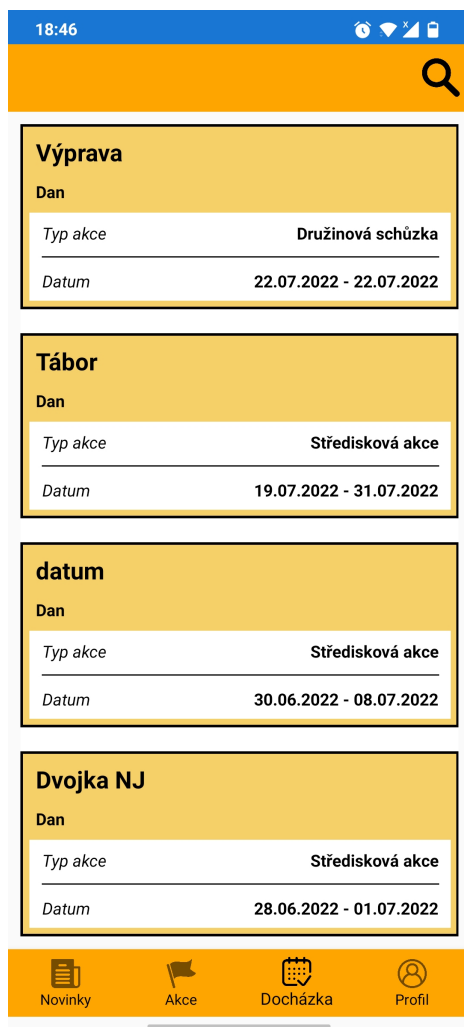 18:46
Výprava
Dan
Typ akce Družinová schůzka
Datum 22.07.2022 - 22.07.2022
Tábor
Dan
Typ akce Středisková akce
Datum 19.07.2022 - 31.07.2022
datum
Dan
Typ akce Středisková akce
Datum 30.06.2022 - 08.07.2022
Dvojka NJ
Dan
Typ akce Středisková akce
Datum 28.06.2022 - 01.07.2022
Novinky Akce Docházka Profil